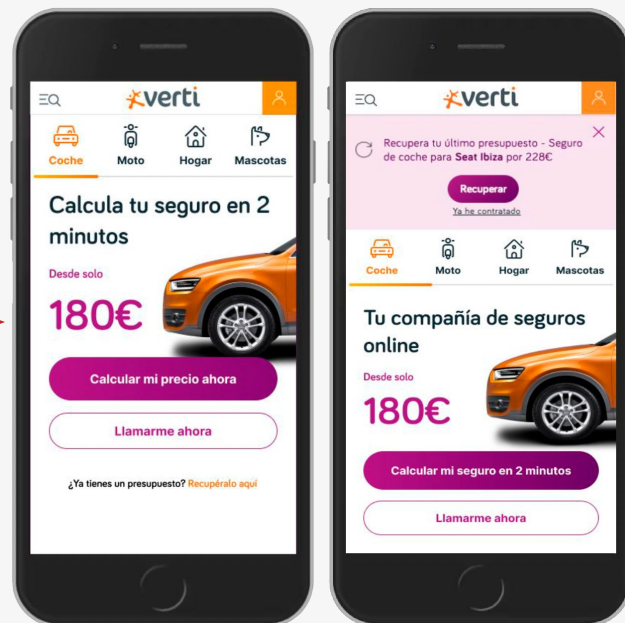 verti
Coche
Moto
Hogar
Mascotas
Calcula tu seguro en 2
minutos
Desde solo
180€
Calcular mi precio ahora
Llamarme ahora
¿Ya tienes un presupuesto? Recupéralo aquí
verti
Recupera tu último presupuesto - Seguro
de coche para Seat Ibiza por 228€
Recuperar
Ya he contratado
Coche
Moto
Hogar
Mascotas
Tu compañía de seguros
online
Desde solo
180€
Calcular mi seguro en 2 minutos
Llamarme ahora